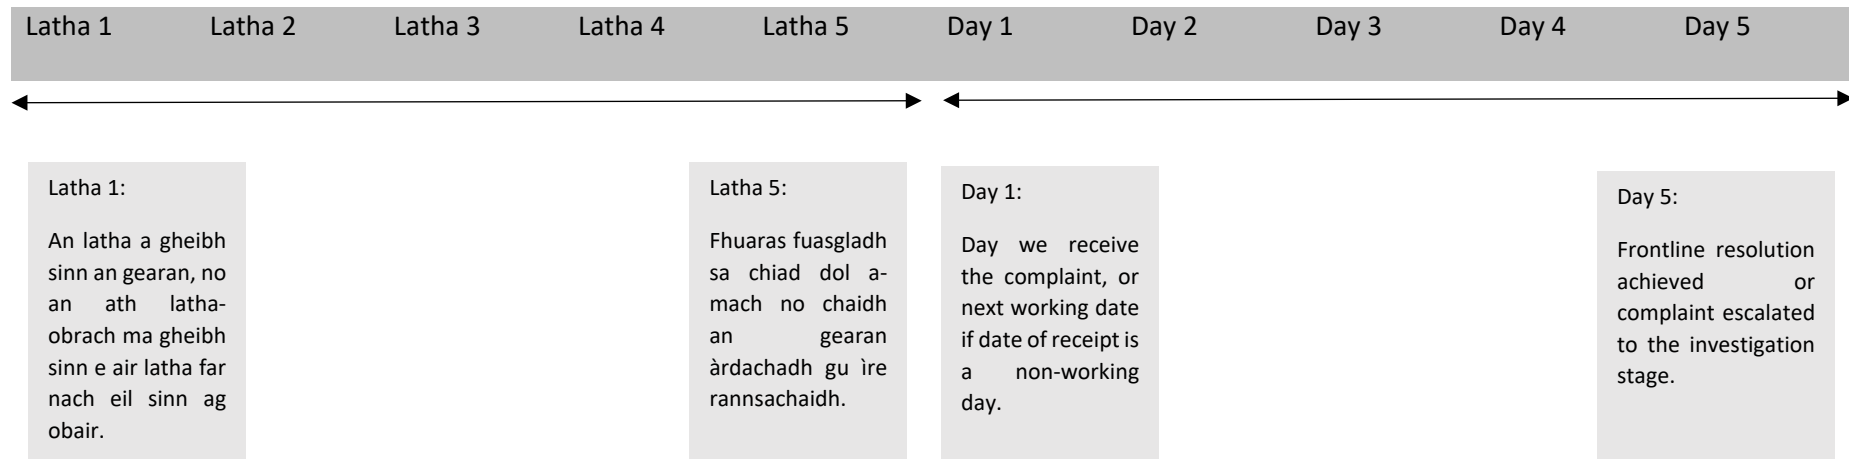 Latha 1 Latha 2 Latha 3 Latha 4 Latha 5 Day 1 Day 2 Day 3 Day 4 Day 5
Latha 1:
An latha a gheibh
sinn an gearan, no
an ath latha-
obrach ma gheibh
sinn e air latha far
nach eil sinn ag
obair.
Latha 5:
Fhuaras fuasgladh
sa chiad dol a-
mach no chaidh
an gearan
àrdachadh gu ìre
rannsachaidh.
Day 1:
Day we receive
the complaint, or
next working date
if date of receipt is
a non-working
day.
Day 5:
Frontline resolution
achieved or
complaint escalated
to the investigation
stage.